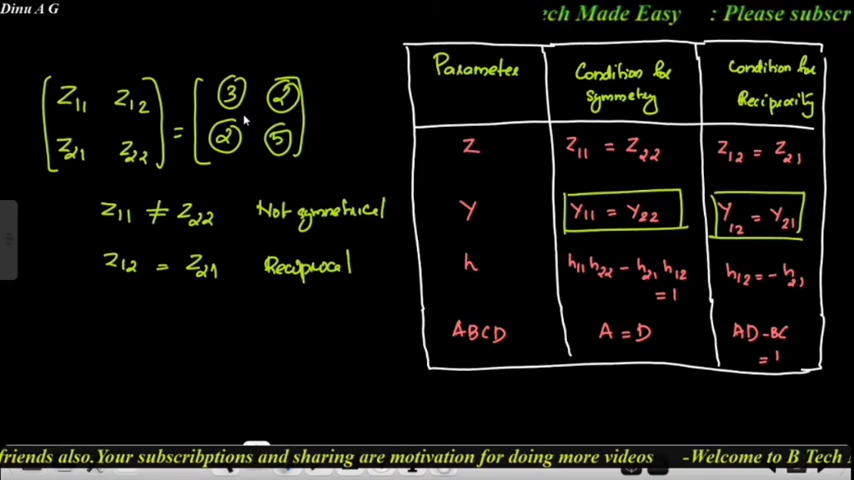 Dinu A G
ch Made Easy : Please subscr
Z11 Z12 = 3 2
Z21 Z22 2 5
Z11 ≠ Z22 Not symmetrical
Z12 = Z21 Reciprocal
Parameter Condition for Symmetry Condition for Reciprocity
Z Z11 = Z22 Z12 = Z21
Y Y11 = Y22 Y12 = Y21
h h11 h22 - h21 h12 = 1 h12 = - h21
ABCD A = D AD - BC = 1
friends also.Your subscribptions and sharing are motivation for doing more videos -Welcome to B Tech